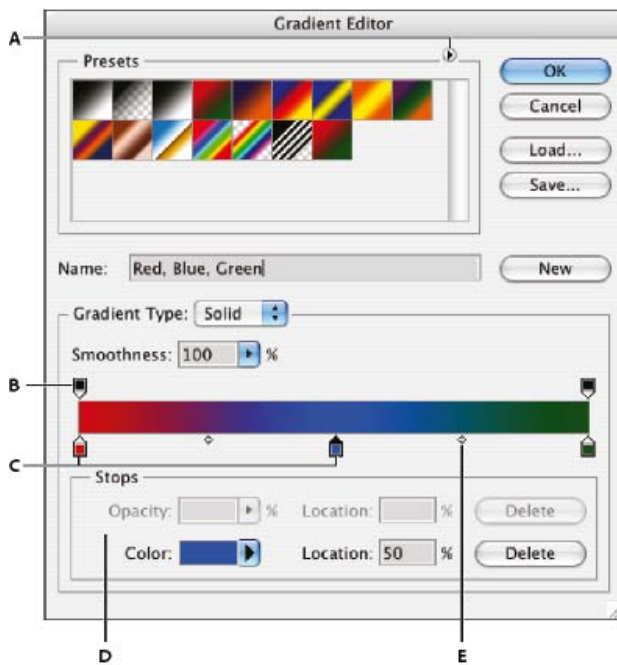 Gradient Editor
A
Presets
OK
Cancel
Load...
Save...
Name: Red, Blue, Green
New
Gradient Type: Solid
Smoothness: 100 %
B
C
Stops
Opacity: % Location: % Delete
Color: Location: 50 % Delete
D E